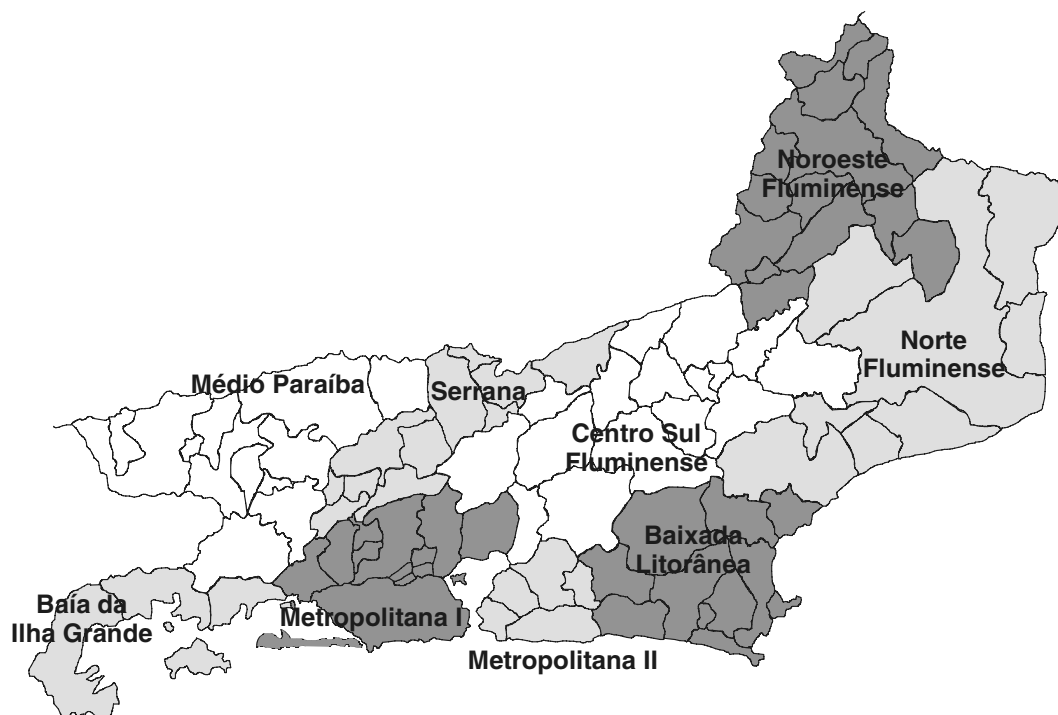 Noroeste
Fluminense
Norte
Fluminense
Médio Paraíba
Serrana
Centro Sul
Fluminense
Baixada
Litorânea
Baía da
Ilha Grande
Metropolitana I
Metropolitana II